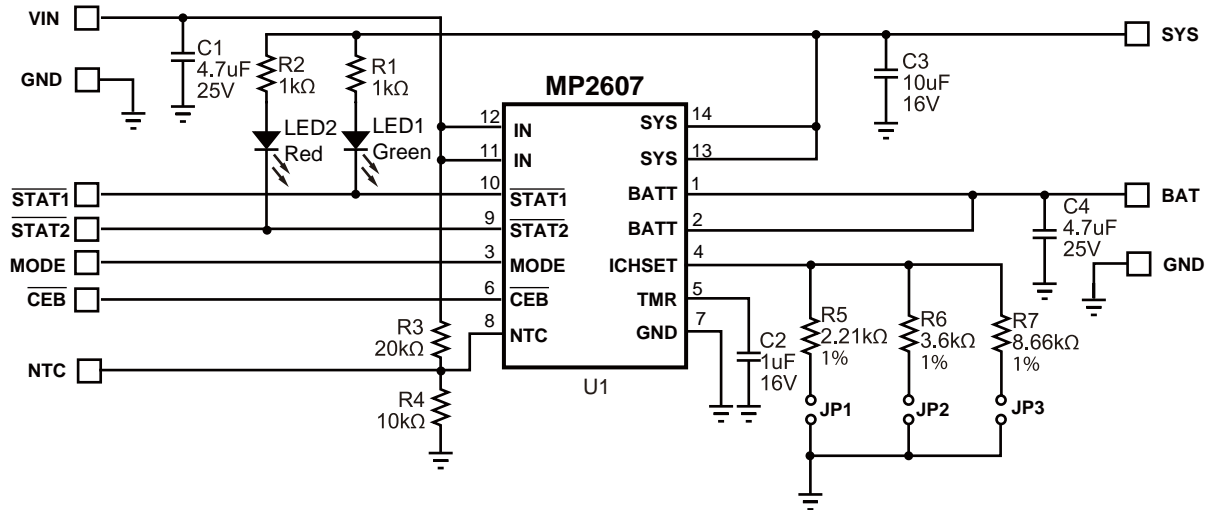 VIN
GND
C1
4.7uF
25V
R2
1kΩ
R1
1kΩ
LED2
Red
LED1
Green
STAT1
STAT2
MODE
CEB
NTC
R3
20kΩ
R4
10kΩ
MP2607
12
IN
11
IN
10
STAT1
9
STAT2
3
MODE
6
CEB
8
NTC
SYS
14
SYS
13
BATT
1
BATT
2
ICHSET
4
TMR
5
GND
7
U1
C2
1uF
16V
C3
10uF
16V
SYS
C4
4.7uF
25V
BAT
GND
R5
2.21kΩ
1%
R6
3.6kΩ
1%
R7
8.66kΩ
1%
JP1
JP2
JP3